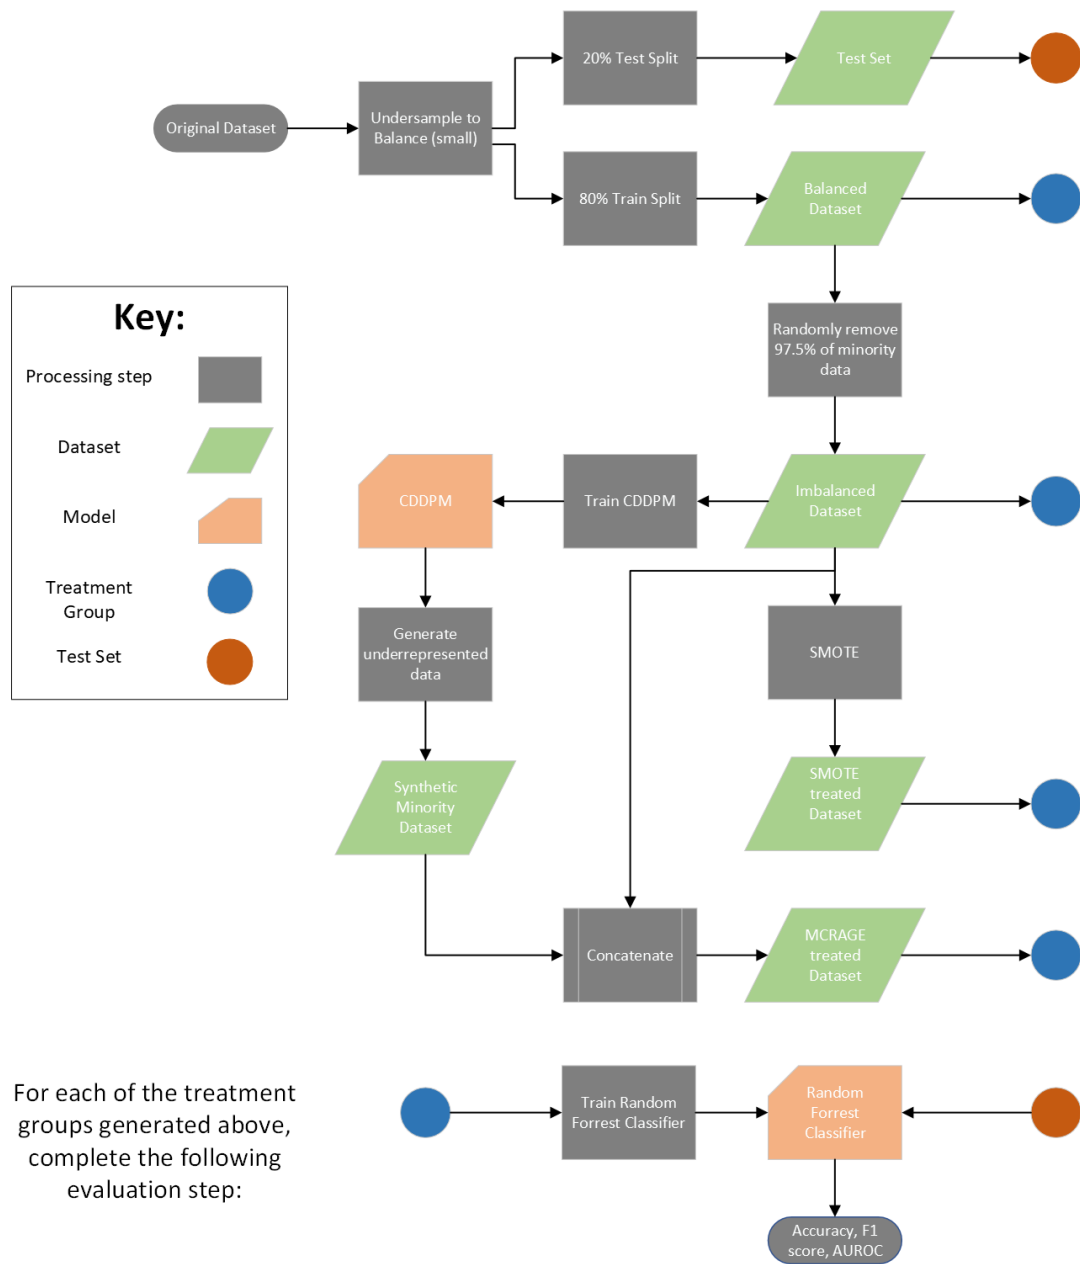 20% Test Split
Test Set
Original Dataset
Undersample to
Balance (small)
80% Train Split
Balanced
Dataset
Key:
Processing step
Dataset
Model
Treatment
Group
Test Set
Randomly remove
97.5% of minority
data
CDDPM
Train CDDPM
Imbalanced
Dataset
Generate
underrepresented
data
SMOTE
Synthetic
Minority
Dataset
SMOTE
treated
Dataset
Concatenate
MCRAGE
treated
Dataset
For each of the treatment
groups generated above,
complete the following
evaluation step:
Train Random
Forrest Classifier
Random
Forrest
Classifier
Accuracy, F1
score, AUROC